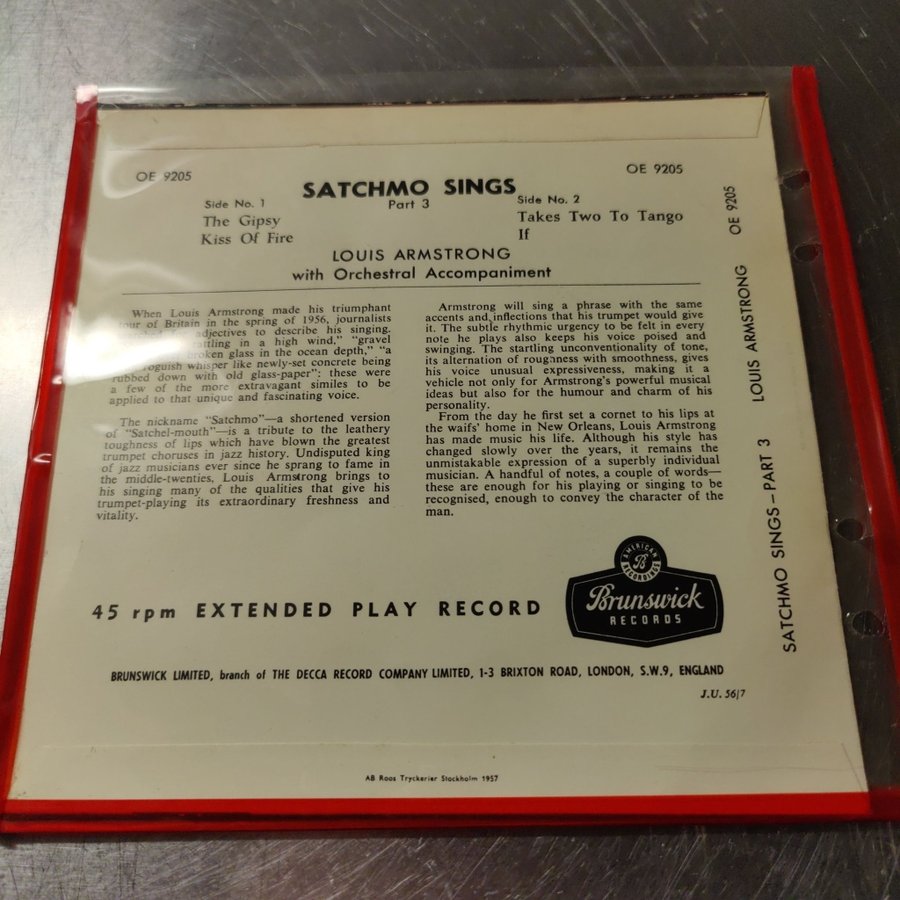 OE 9205
OE 9205
SATCHMO SINGS
Part 3
Side No. 1
The Gipsy
Kiss Of Fire
Side No. 2
Takes Two To Tango
If
LOUIS ARMSTRONG
with Orchestral Accompaniment
When Louis Armstrong made his triumphant
tour of Britain in the spring of 1956, journalists
adjectives to describe his singing.
rattling in a high wind," "gravel
broken glass in the ocean depth," "a
roguish whisper like newly-set concrete being
rubbed down with old glass-paper": these were
a few of the more extravagant similes to be
applied to that unique and fascinating voice.
The nickname "Satchmo"—a shortened version
of "Satchel-mouth"—is a tribute to the leathery
toughness of lips which have blown the greatest
trumpet choruses in jazz history. Undisputed king
of jazz musicians ever since he sprang to fame in
the middle-twenties, Louis Armstrong brings to
his singing many of the qualities that give his
trumpet-playing its extraordinary freshness and
vitality.
Armstrong will sing a phrase with the same
accents and inflections that his trumpet would give
it. The subtle rhythmic urgency to be felt in every
note he plays also keeps his voice poised and
swinging. The startling unconventionality of tone,
its alternation of roughness with smoothness, gives
his voice unusual expressiveness, making it a
vehicle not only for Armstrong's powerful musical
ideas but also for the humour and charm of his
personality.
From the day he first set a cornet to his lips at
the waifs' home in New Orleans, Louis Armstrong
has made music his life. Although his style has
changed slowly over the years, it remains the
unmistakable expression of a superbly individual
musician. A handful of notes, a couple of words—
these are enough for his playing or singing to be
recognised, enough to convey the character of the
man.
45 rpm EXTENDED PLAY RECORD
AMERICAN
B
RECORDINGS
Brunswick
RECORDS
BRUNSWICK LIMITED, branch of THE DECCA RECORD COMPANY LIMITED, 1-3 BRIXTON ROAD, LONDON, S.W.9, ENGLAND
J.U. 56/7
AB Roos Tryckerier Stockholm 1957
SATCHMO SINGS—PART 3 LOUIS ARMSTRONG OE 9205